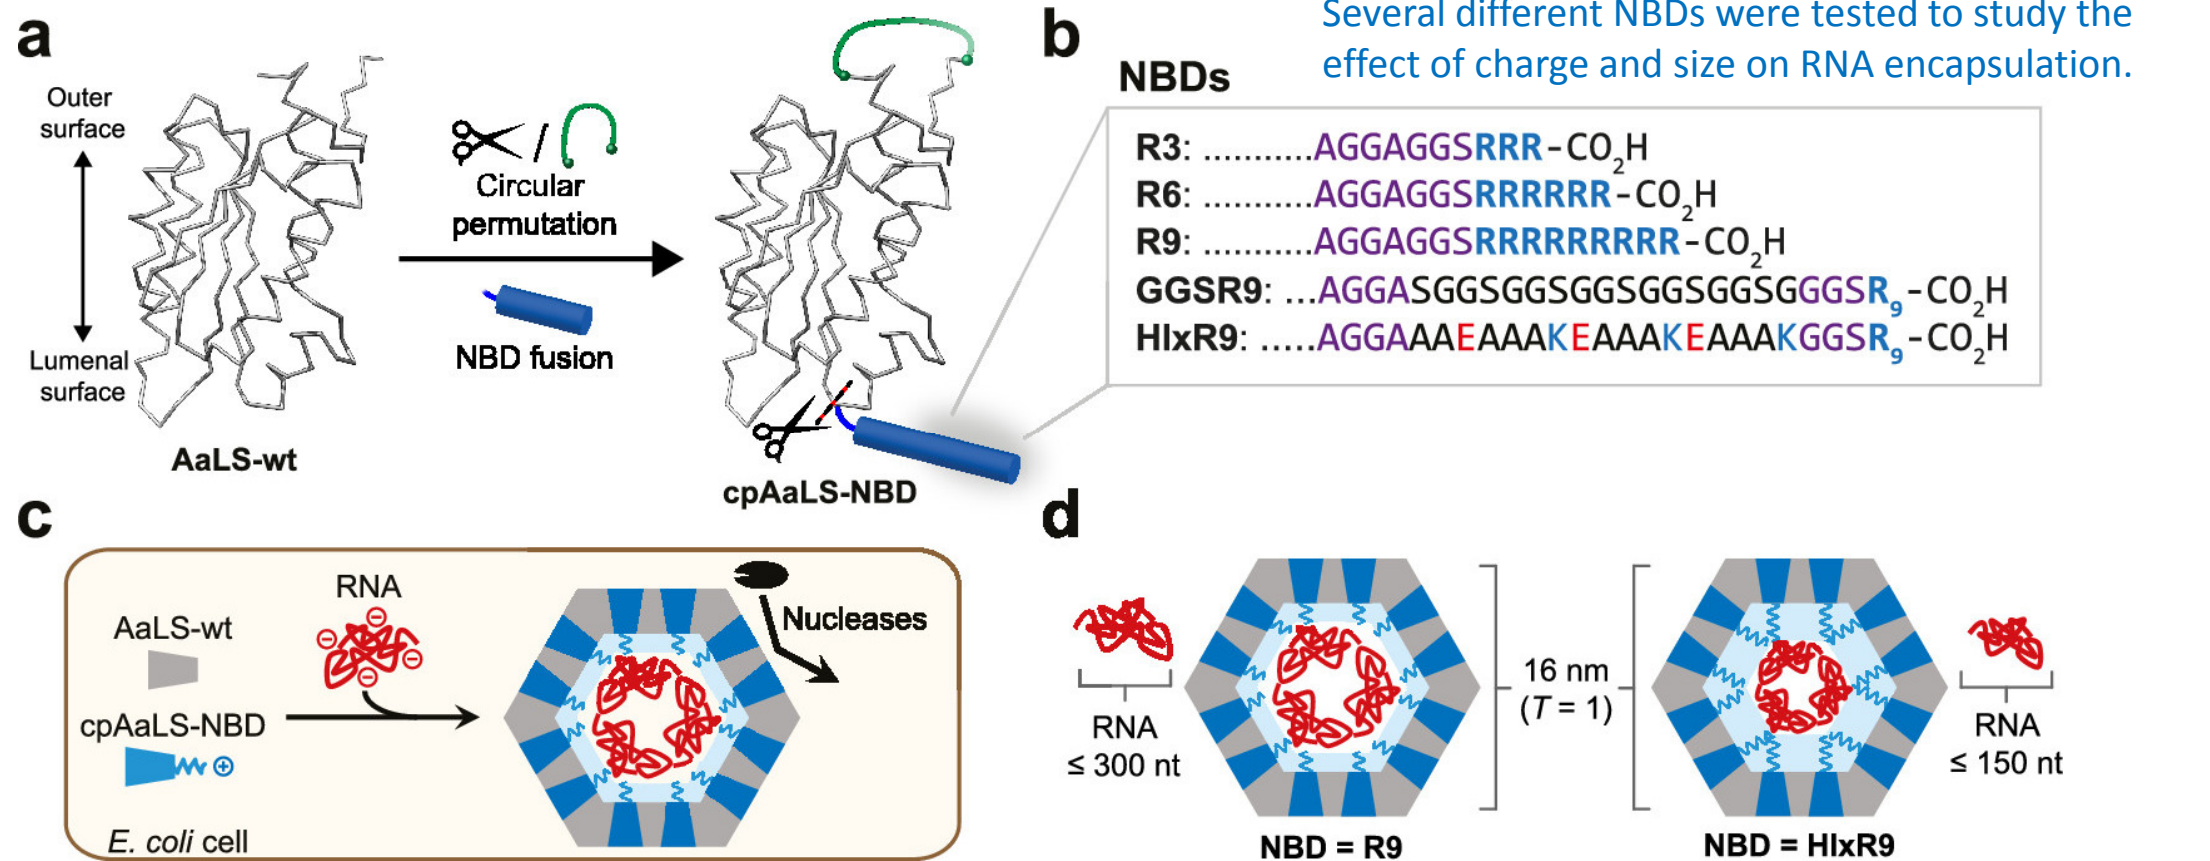 a
Outer
surface
Lumenal
surface
AaLS-wt
/
Circular
permutation
NBD fusion
cpAaLS-NBD
b
Several different NBDs were tested to study the
effect of charge and size on RNA encapsulation.
NBDs
R3: ...........AGGAGGSRRR-CO2H
R6: ...........AGGAGGSRRRRRR-CO2H
R9: ...........AGGAGGSRRRRRRRRR-CO2H
GGSR9: ...AGGASGGSGGSGGSGGSGGSGGGSR9-CO2H
HlxR9: .....AGGAAAEAAAKEAAAKEAAAKGGSR9-CO2H
c
RNA
AaLS-wt
cpAaLS-NBD
E. coli cell
Nucleases
d
RNA
≤ 300 nt
NBD = R9
16 nm
(T = 1)
NBD = HlxR9
RNA
≤ 150 nt